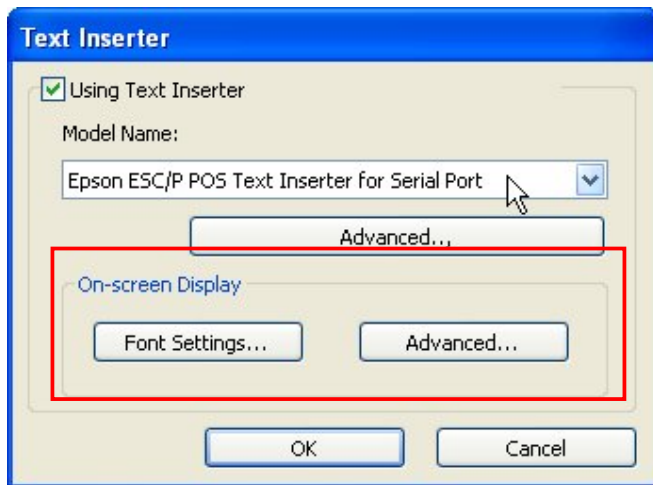 Text Inserter
Using Text Inserter
Model Name:
Epson ESC/P POS Text Inserter for Serial Port
Advanced..,
On-screen Display
Font Settings... Advanced...
OK Cancel